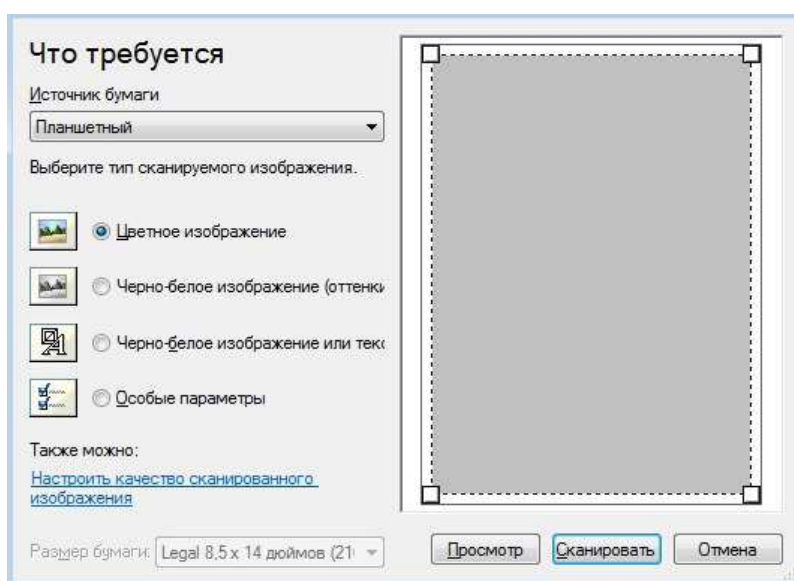 Что требуется
Источник бумаги
Планшетный
Выберите тип сканируемого изображения.
Цветное изображение
Черно-белое изображение (оттенки
Черно-белое изображение или текс
Особые параметры
Также можно:
Настроить качество сканированного
изображения
Размер бумаги: Legal 8,5 x 14 дюймов (21
Просмотр Сканировать Отмена